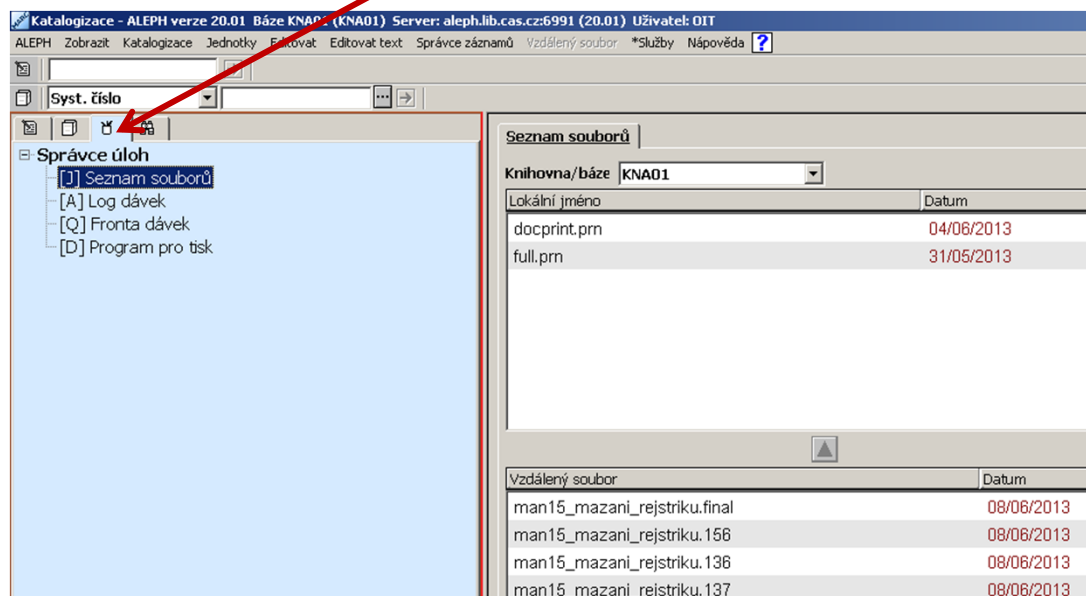 Katalogizace - ALEPH verze 20.01 Báze KNA01 (KNA01) Server: aleph.lib.cas.cz:6991 (20.01) Uživatel: OIT
ALEPH Zobrazit Katalogizace Jednotky Editovat Editovat text Správce záznamů Vzdálený soubor *Služby Nápověda ?
Syst. číslo
Správce úloh
[J] Seznam souborů
[A] Log dávek
[Q] Fronta dávek
[D] Program pro tisk
Seznam souborů
Knihovna/báze KNA01
Lokální jméno Datum
docprint.prn 04/06/2013
full.prn 31/05/2013
Vzdálený soubor Datum
man15_mazani_rejstriku.final 08/06/2013
man15_mazani_rejstriku.156 08/06/2013
man15_mazani_rejstriku.136 08/06/2013
man15_mazani_rejstriku.137 08/06/2013